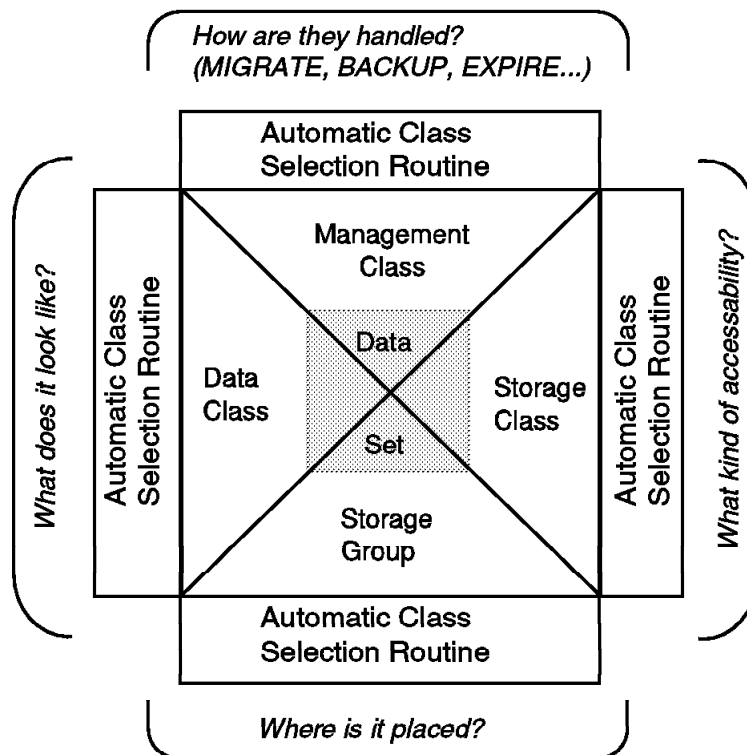 How are they handled?
(MIGRATE, BACKUP, EXPIRE...)
Automatic Class
Selection Routine
What does it look like?
Automatic Class
Selection Routine
Management
Class
Data
Class
Data
Set
Storage
Class
Storage
Group
Automatic Class
Selection Routine
What kind of accessability?
Automatic Class
Selection Routine
Where is it placed?